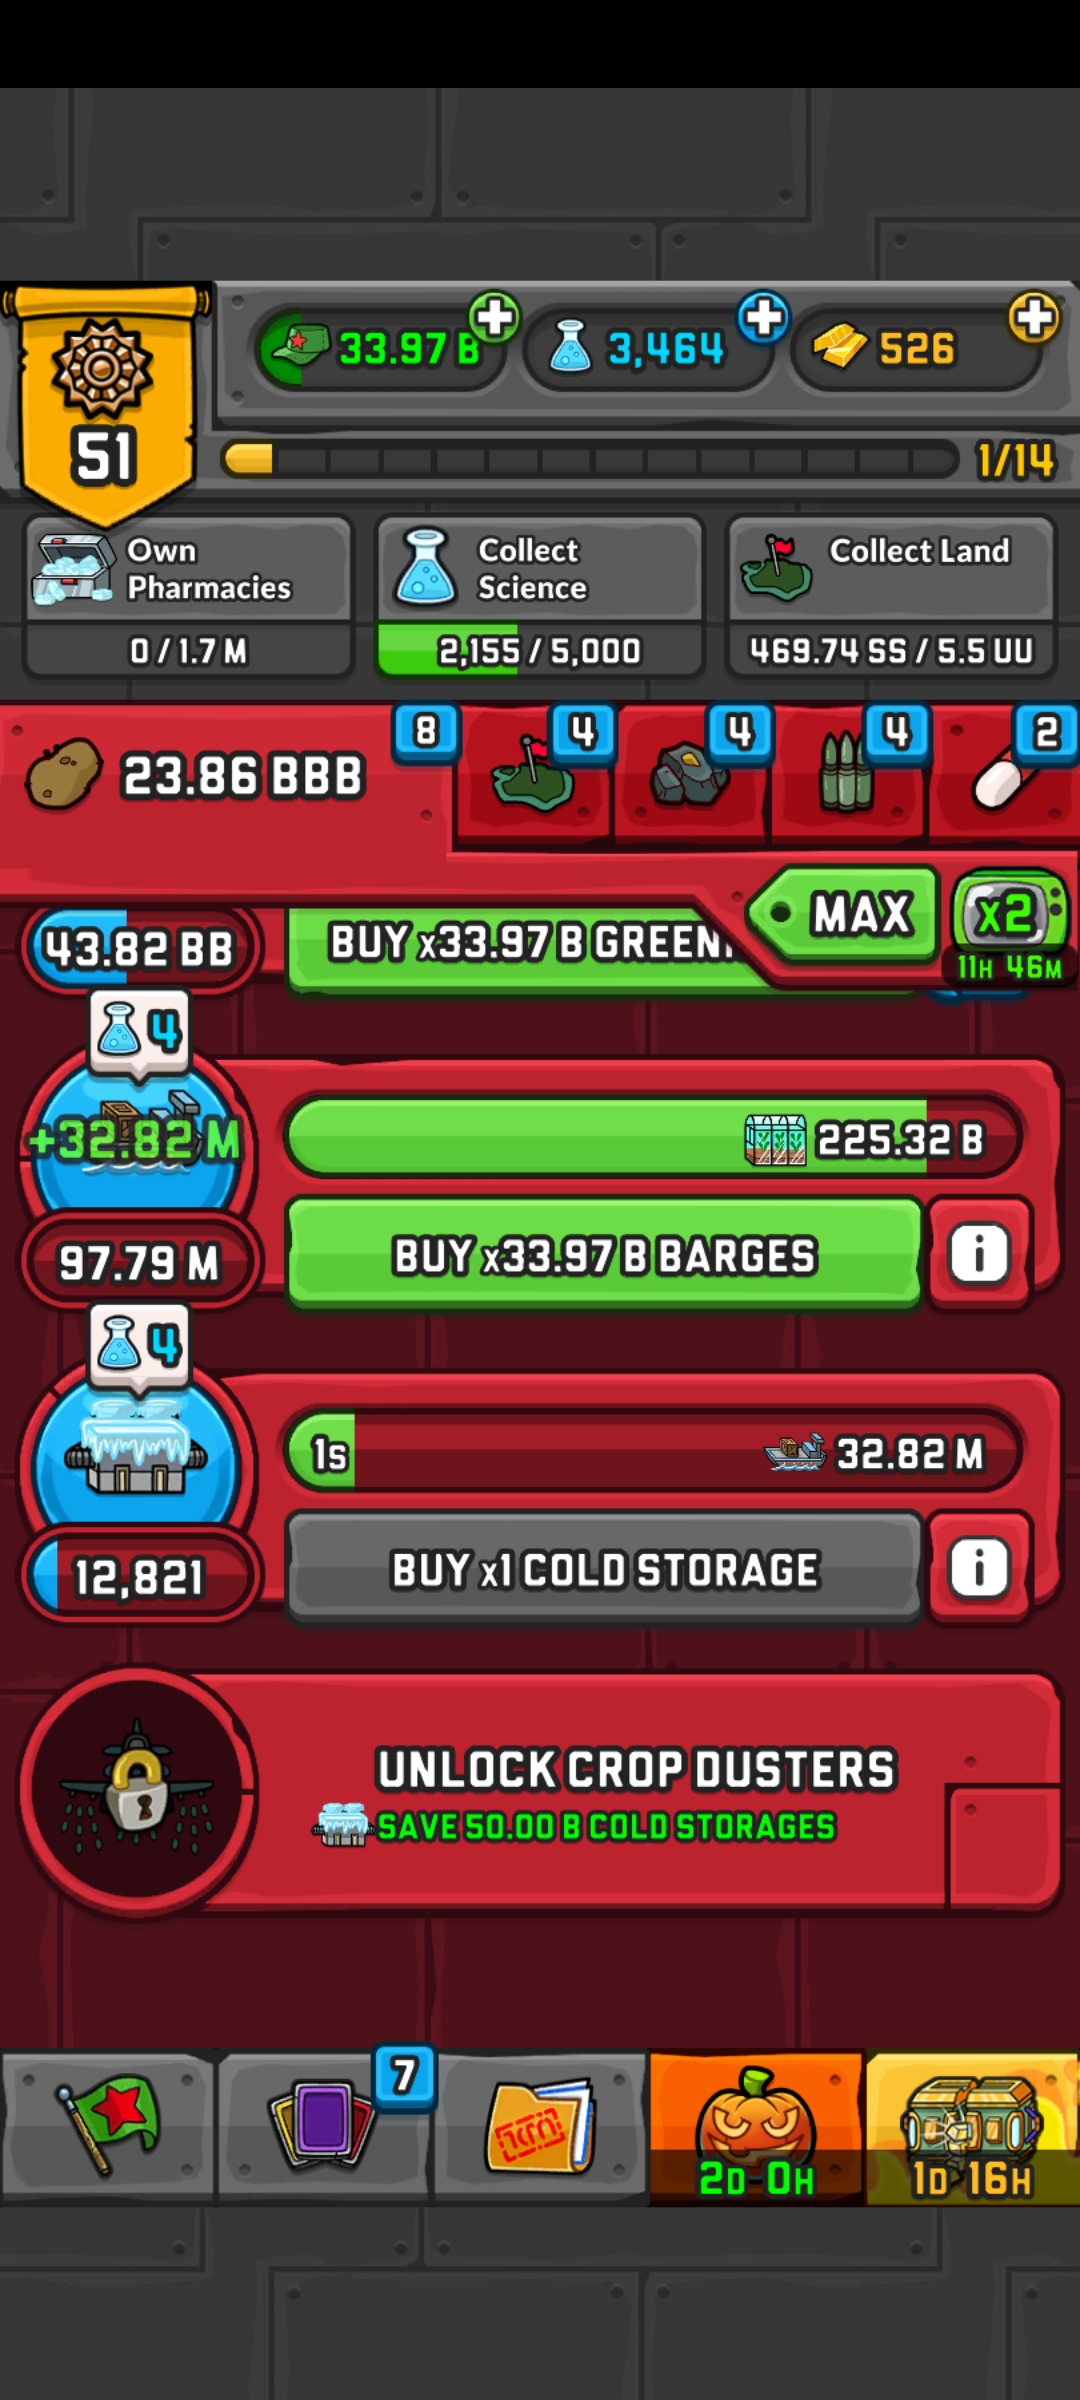 33.97 B
3,464
526
51
1/14
Own Pharmacies
Collect Science
Collect Land
0 / 1.7 M
2,155 / 5,000
469.74 SS / 5.5 UU
23.86 BBB
8
4
4
4
2
MAX
x2
11H 46M
43.82 BB
BUY x33.97 B
4
+32.82 M
225.32 B
97.79 M
BUY x33.97 B BARGES
i
4
1s
32.82 M
12,821
BUY x1 COLD STORAGE
i
UNLOCK CROP DUSTERS
SAVE 50.00 B COLD STORAGES
7
2D 0H
1D 16H